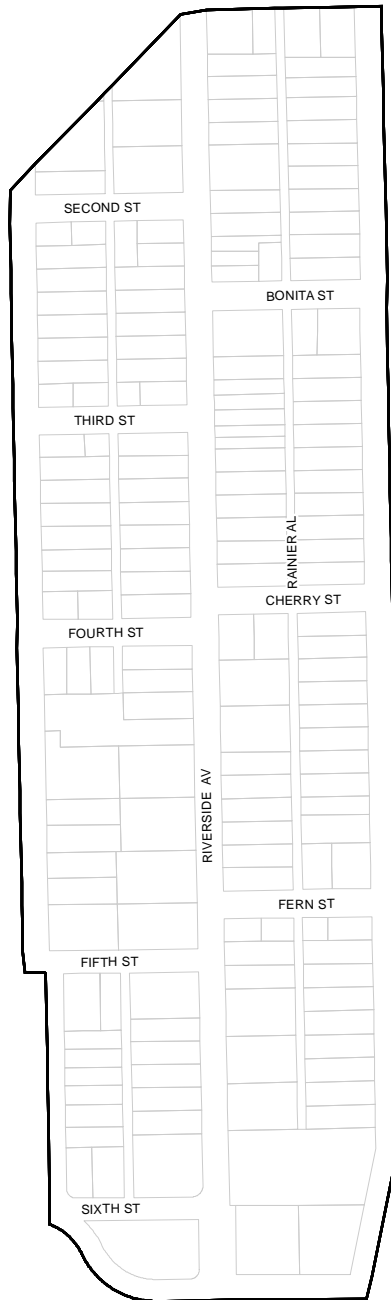 SECOND ST
BONITA ST
THIRD ST
RAINIER AL
CHERRY ST
FOURTH ST
RIVERSIDE AV
FERN ST
FIFTH ST
SIXTH ST